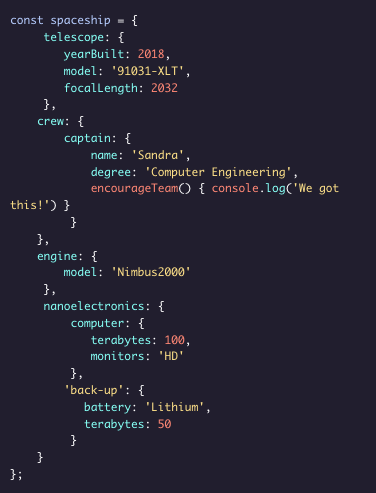 const spaceship = {
     telescope: {
        yearBuilt: 2018,
        model: '91031-XLT',
        focalLength: 2032
     },
    crew: {
        captain: {
            name: 'Sandra',
            degree: 'Computer Engineering',
            encourageTeam() { console.log('We got
this!') }
         }
    },
    engine: {
        model: 'Nimbus2000'
     },
     nanoelectronics: {
         computer: {
            terabytes: 100,
            monitors: 'HD'
         },
        'back-up': {
           battery: 'Lithium',
           terabytes: 50
         }
    }
};